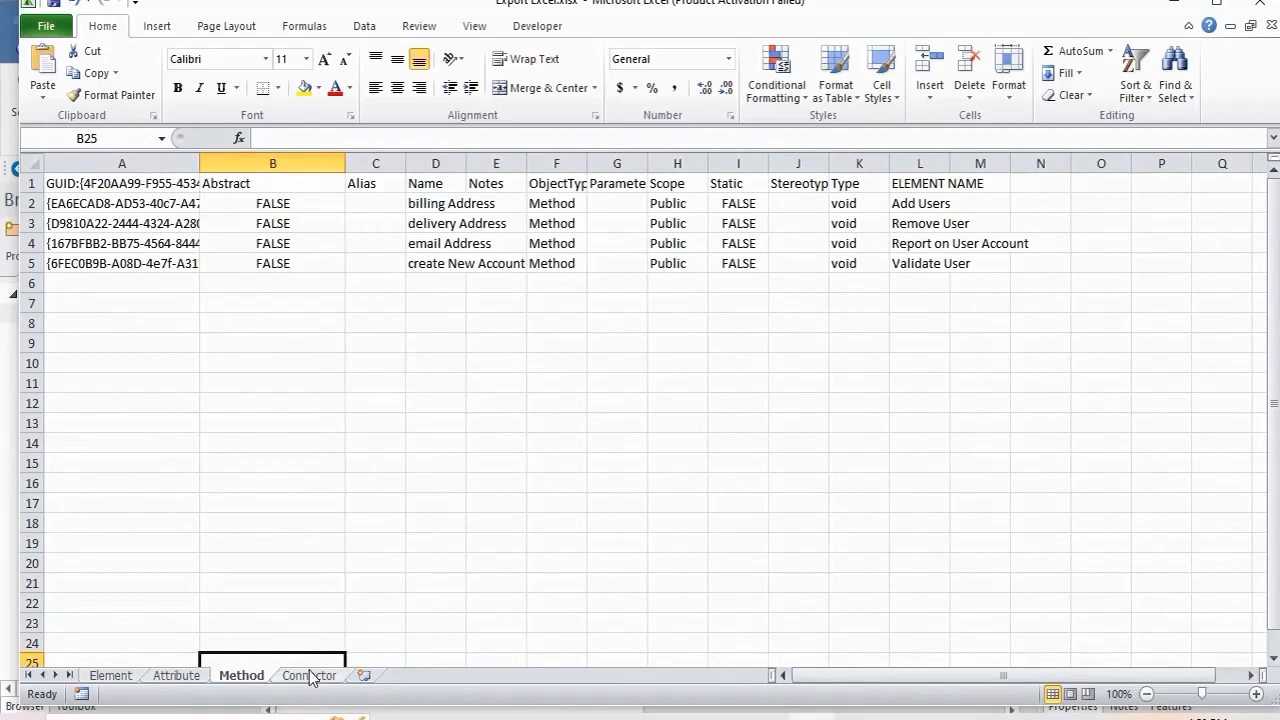 Export Excel.xlsx - Microsoft Excel (Product Activation Failed)
File Home Insert Page Layout Formulas Data Review View Developer
Cut
Copy
Format Painter
Paste
Clipboard
Calibri 11
B I U
Font
Wrap Text
Merge & Center
Alignment
General
$ % ,
Number
Conditional Formatting
Format as Table
Cell Styles
Styles
Insert Delete Format
Cells
AutoSum
Fill
Clear
Sort & Filter
Find & Select
Editing
B25 fx
A B C D E F G H I J K L M N O P Q
1 GUID:{4F20AA99-F955-4534 Abstract Alias Name Notes ObjectTyp Paramete Scope Static Stereotyp Type ELEMENT NAME
2 {EA6ECAD8-AD53-40c7-A47 FALSE billing Address Method Public FALSE void Add Users
3 {D9810A22-2444-4324-A280 FALSE delivery Address Method Public FALSE void Remove User
4 {167BFBB2-BB75-4564-8444 FALSE email Address Method Public FALSE void Report on User Account
5 {6FEC0B9B-A08D-4e7f-A31 FALSE create New Account Method Public FALSE void Validate User
6
7
8
9
10
11
12
13
14
15
16
17
18
19
20
21
22
23
24
25
Element Attribute Method Connector
Ready 100%
Browser Toolbox Properties Notes Features